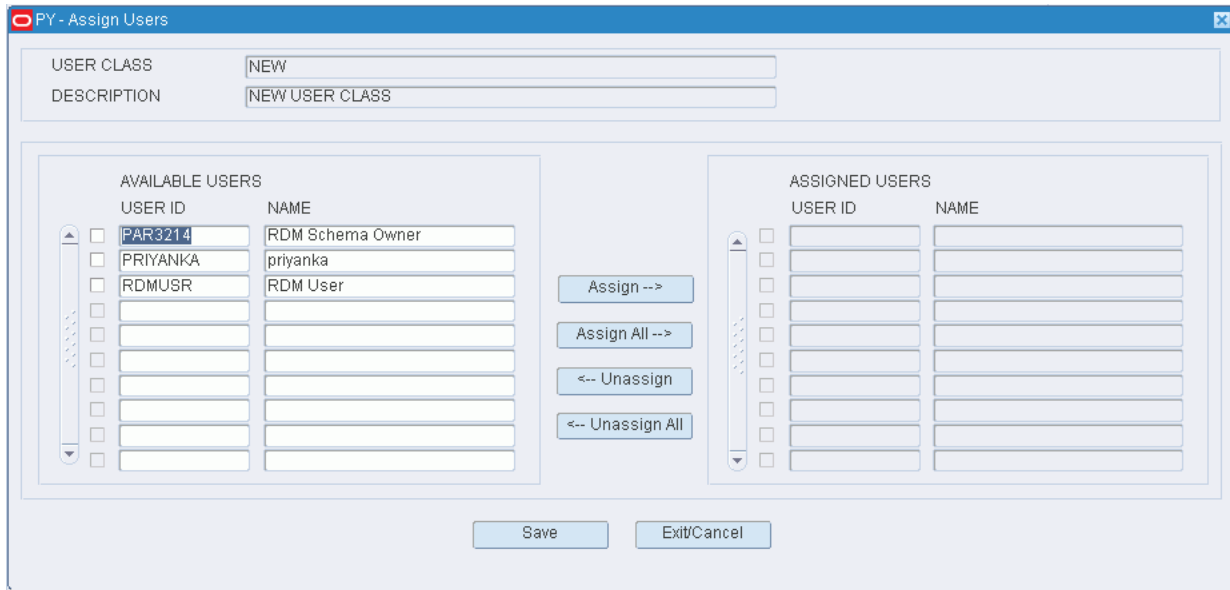 PY - Assign Users
USER CLASS NEW
DESCRIPTION NEW USER CLASS
AVAILABLE USERS
USER ID NAME
PAR3214 RDM Schema Owner
PRIYANKA priyanka
RDMUSR RDM User
Assign -->
Assign All -->
<-- Unassign
<-- Unassign All
ASSIGNED USERS
USER ID NAME
Save Exit/Cancel